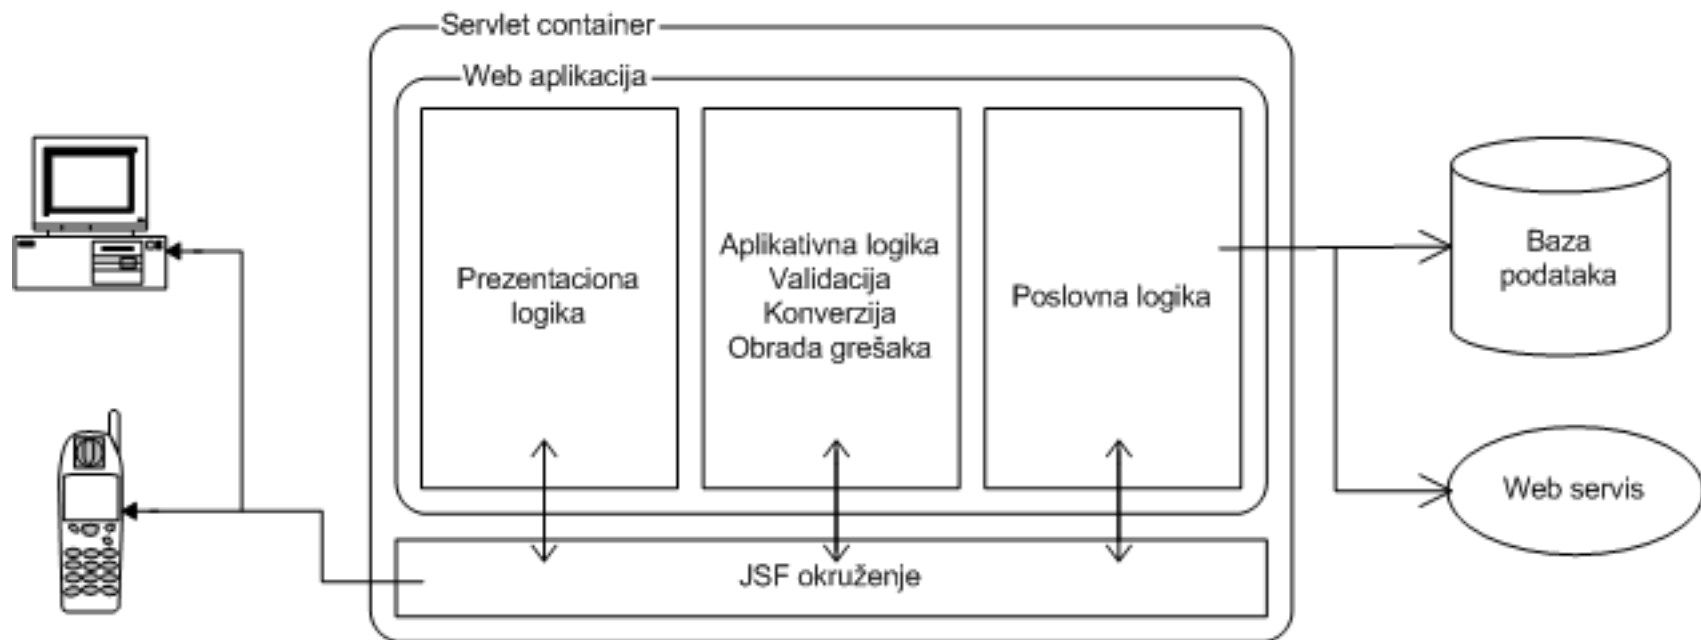 Servlet container
Web aplikacija
Prezentaciona
logika
Aplikativna logika
Validacija
Konverzija
Obrada grešaka
Poslovna logika
Baza
podataka
Web servis
JSF okruženje